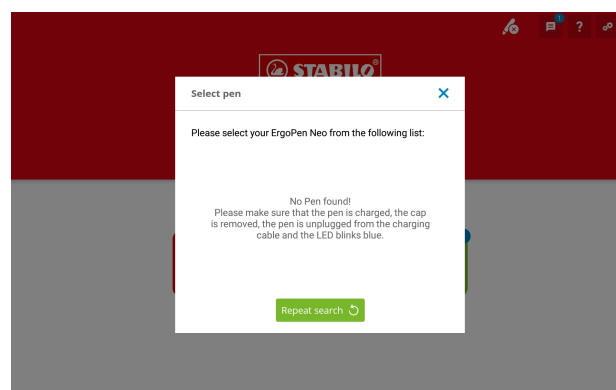 1
?
STABILO®
Select pen
Please select your ErgoPen Neo from the following list:
No Pen found!
Please make sure that the pen is charged, the cap
is removed, the pen is unplugged from the charging
cable and the LED blinks blue.
Repeat search